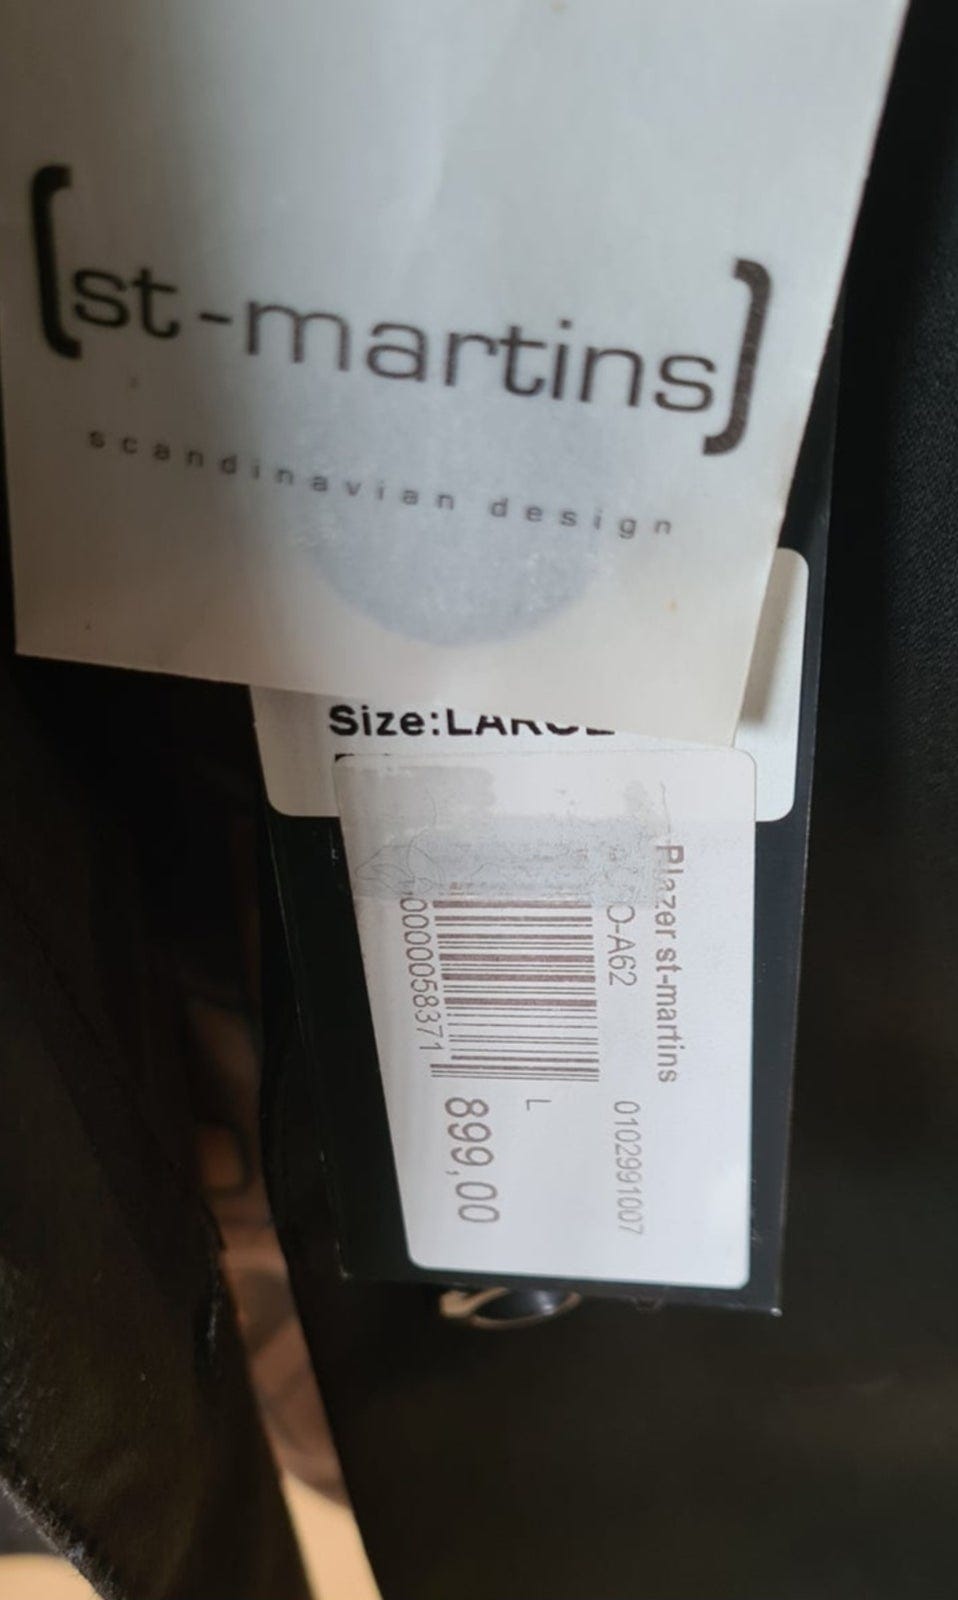 [st-martins]
scandinavian design
Size:LARGE
Blazer st-martins
O-A62 0102991007
L
0000058371
899,00